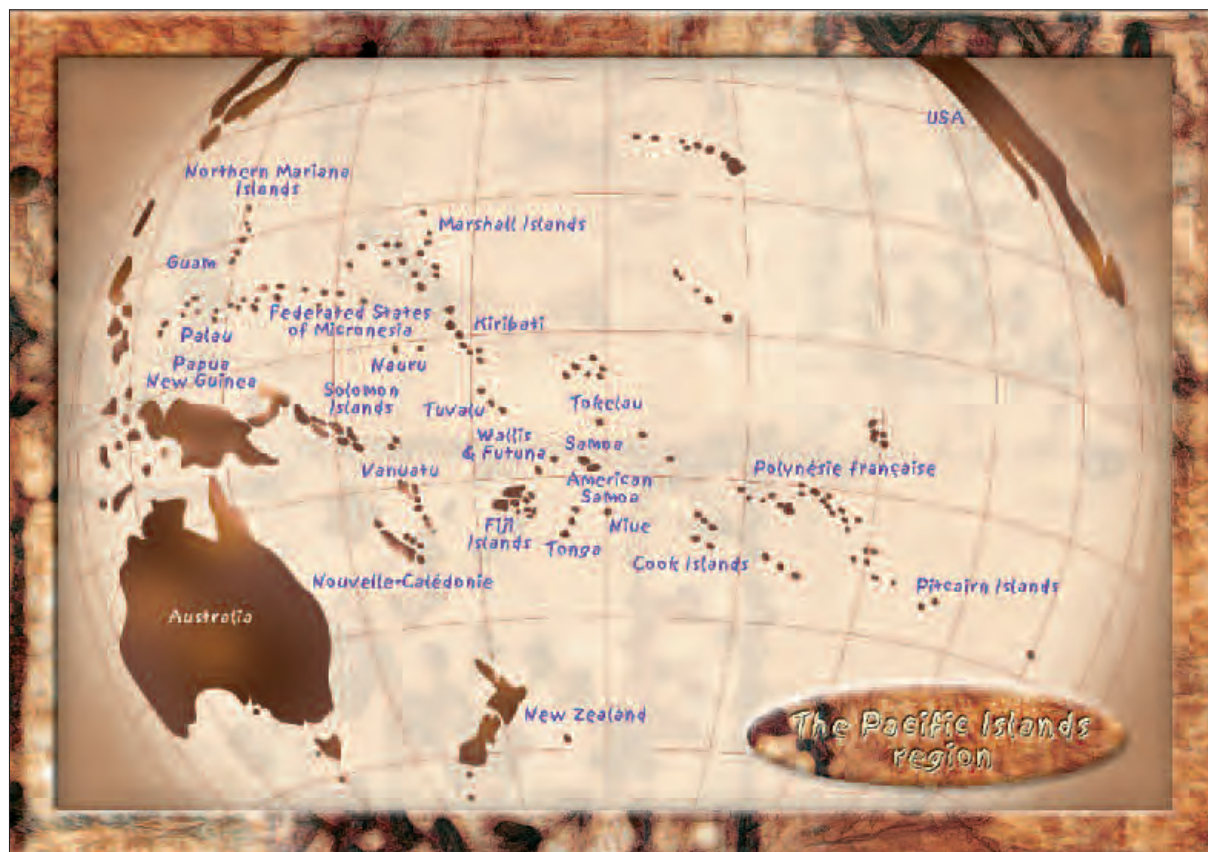 USA
Northern Mariana
Islands
Marshall Islands
Guam
Federated States
of Micronesia
Kiribati
Palau
Nauru
Papua
New Guinea
Solomon
Islands
Tuvalu
Tokelau
Wallis
& Futuna
Samoa
Vanuatu
American
Samoa
Polynésie française
Fiji
Islands
Tonga
Niue
Cook Islands
Nouvelle-Calédonie
Pitcairn Islands
Australia
New Zealand
The Pacific Islands
region